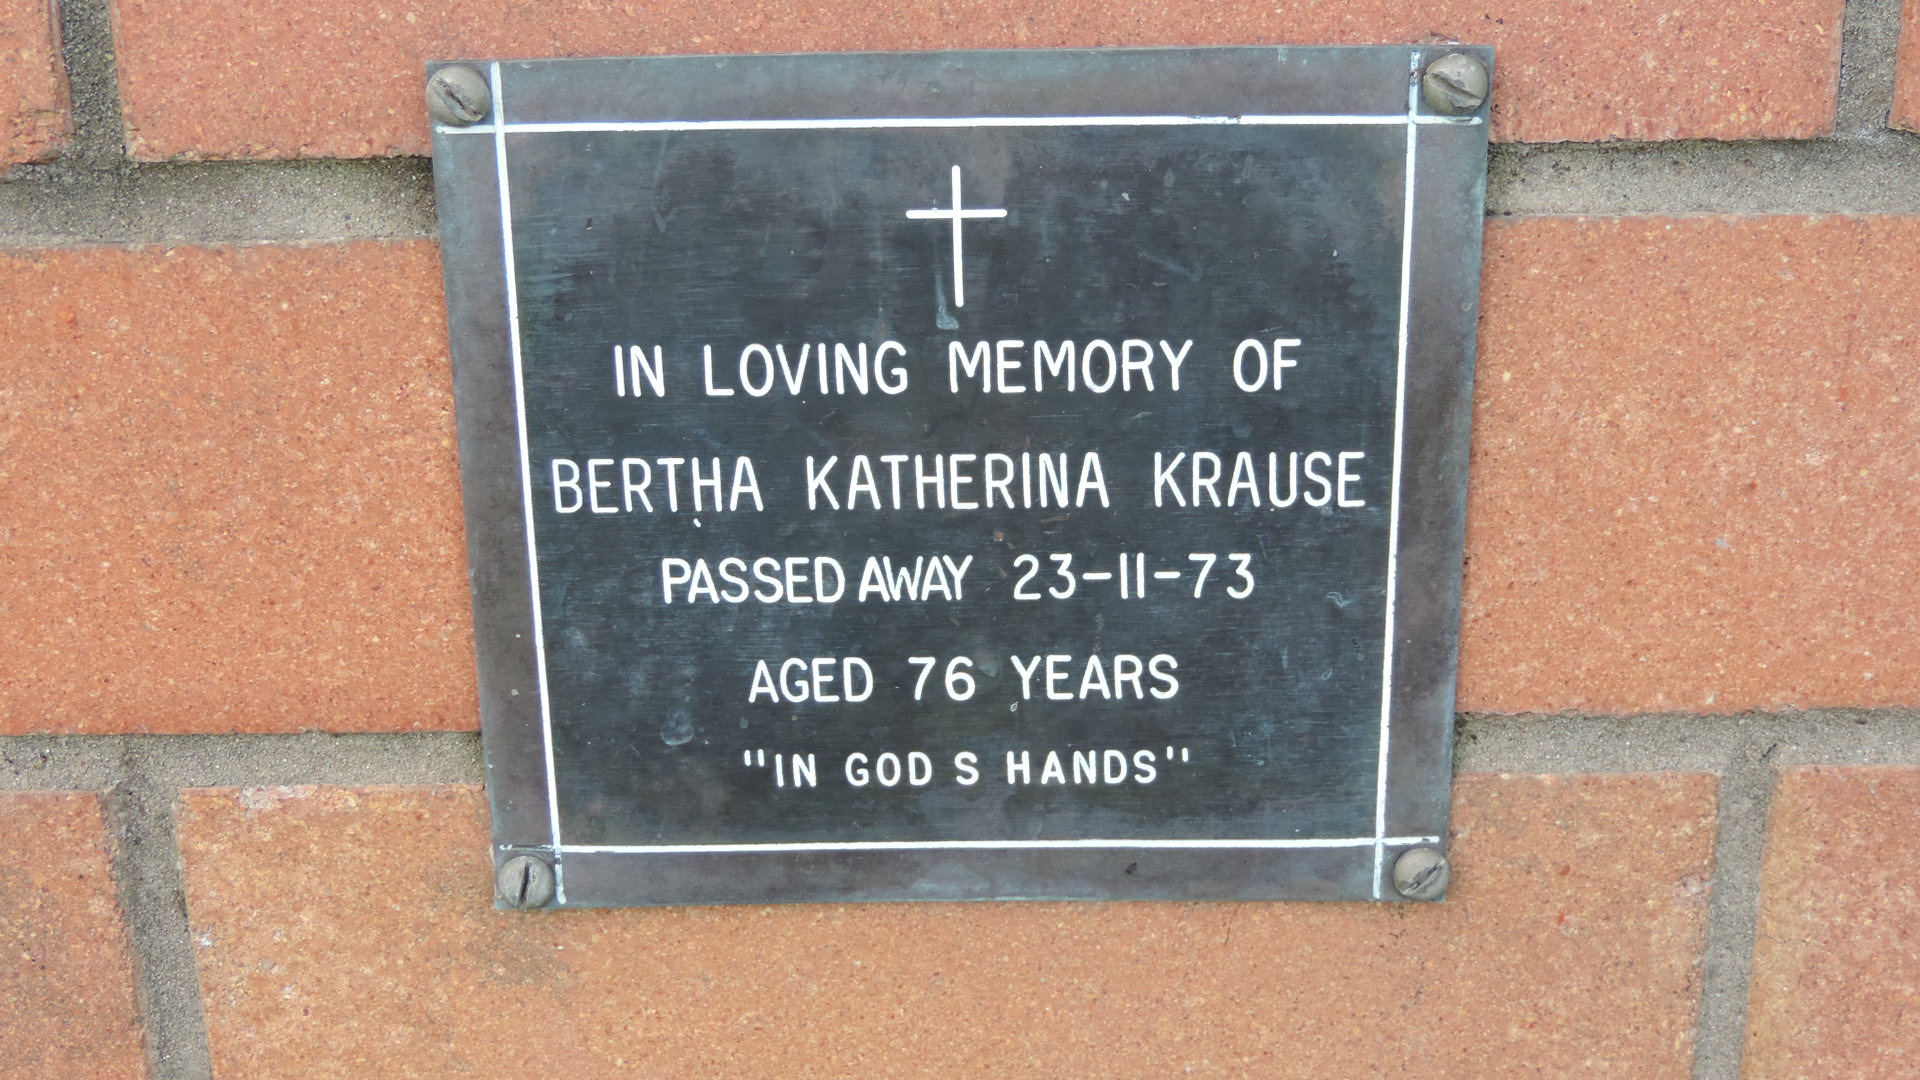 IN LOVING MEMORY OF
BERTHA KATHERINA KRAUSE
PASSED AWAY 23-11-73
AGED 76 YEARS
"IN GOD S HANDS"